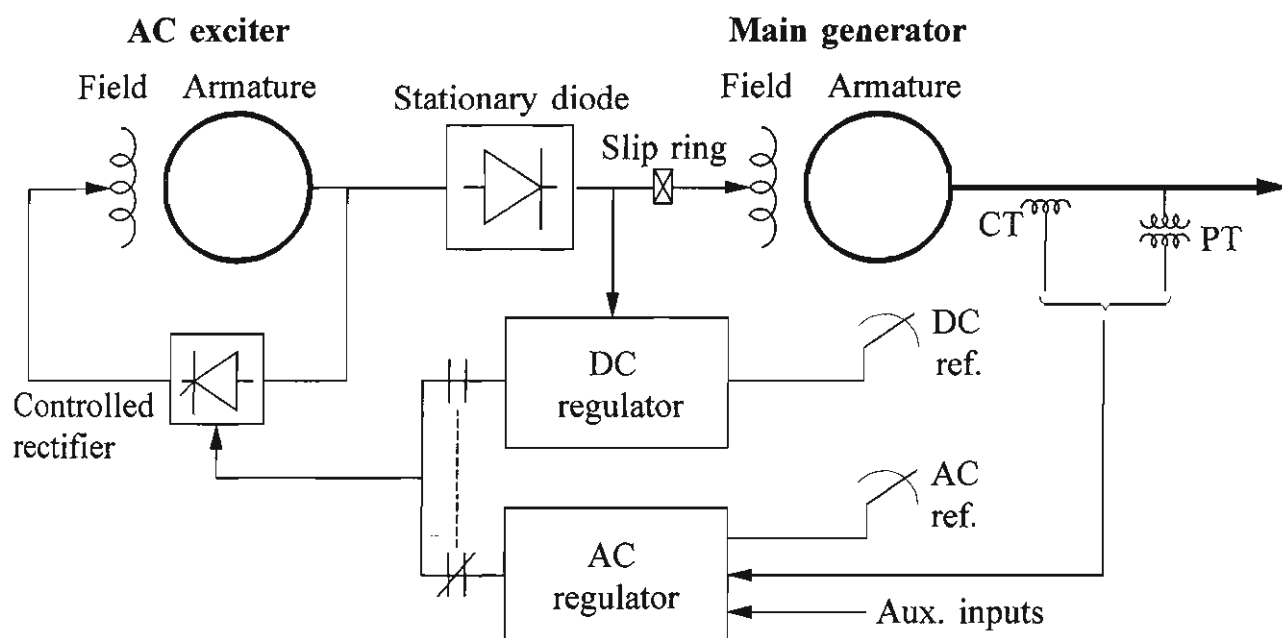 AC exciter
Main generator
Field
Armature
Stationary diode
Field
Armature
Slip ring
CT
PT
DC
ref.
DC
regulator
Controlled
rectifier
AC
ref.
AC
regulator
Aux. inputs